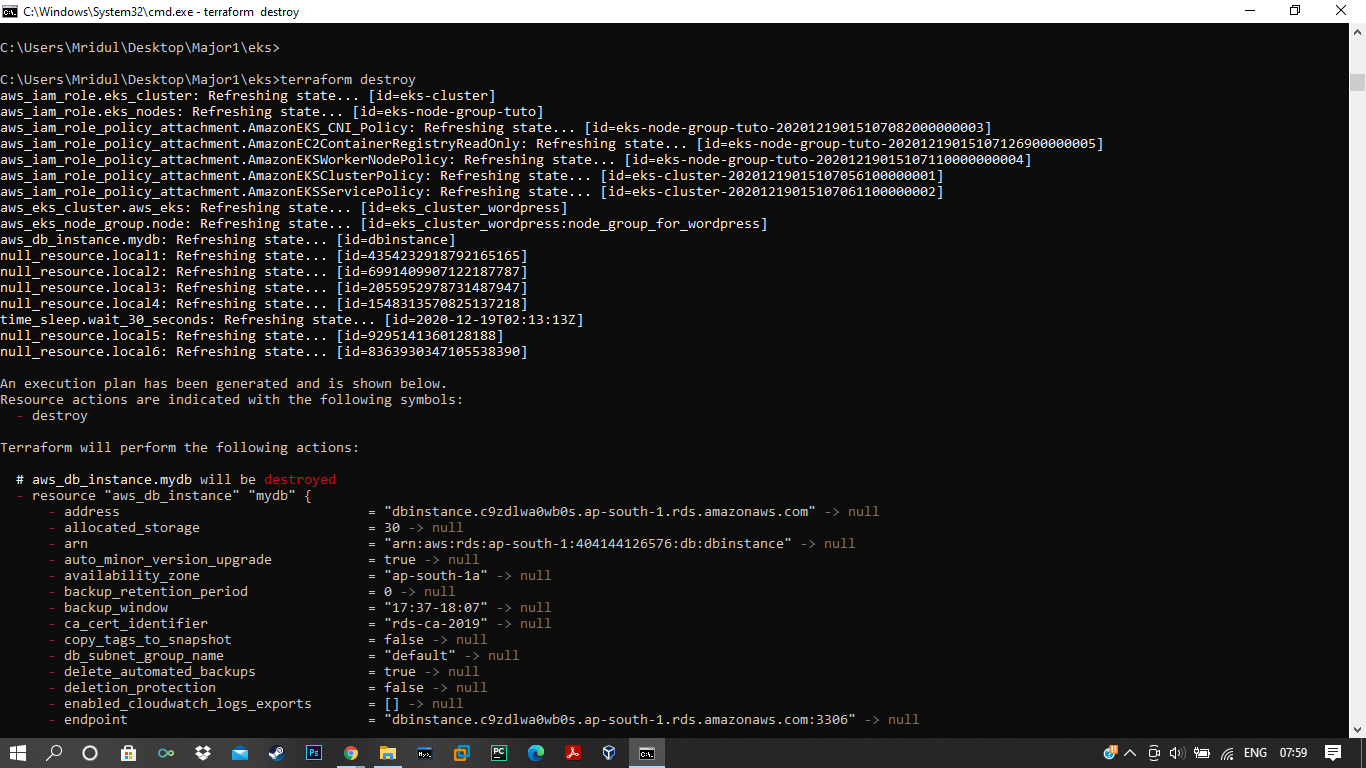 C:\Windows\System32\cmd.exe - terraform destroy
C:\Users\Mridul\Desktop\Major1\eks>
C:\Users\Mridul\Desktop\Major1\eks>terraform destroy
aws_iam_role.eks_cluster: Refreshing state... [id=eks-cluster]
aws_iam_role.eks_nodes: Refreshing state... [id=eks-node-group-tuto]
aws_iam_role_policy_attachment.AmazonEKS_CNI_Policy: Refreshing state... [id=eks-node-group-tuto-20201219015107082000000003]
aws_iam_role_policy_attachment.AmazonEC2ContainerRegistryReadOnly: Refreshing state... [id=eks-node-group-tuto-20201219015107126900000005]
aws_iam_role_policy_attachment.AmazonEKSWorkerNodePolicy: Refreshing state... [id=eks-node-group-tuto-20201219015107110000000004]
aws_iam_role_policy_attachment.AmazonEKSClusterPolicy: Refreshing state... [id=eks-cluster-20201219015107056100000001]
aws_iam_role_policy_attachment.AmazonEKSServicePolicy: Refreshing state... [id=eks-cluster-20201219015107061100000002]
aws_eks_cluster.aws_eks: Refreshing state... [id=eks_cluster_wordpress]
aws_eks_node_group.node: Refreshing state... [id=eks_cluster_wordpress:node_group_for_wordpress]
aws_db_instance.mydb: Refreshing state... [id=dbinstance]
null_resource.local1: Refreshing state... [id=4354232918792165165]
null_resource.local2: Refreshing state... [id=6991409907122187787]
null_resource.local3: Refreshing state... [id=2055952978731487947]
null_resource.local4: Refreshing state... [id=1548313570825137218]
time_sleep.wait_30_seconds: Refreshing state... [id=2020-12-19T02:13:13Z]
null_resource.local5: Refreshing state... [id=9295141360128188]
null_resource.local6: Refreshing state... [id=8363930347105538390]
An execution plan has been generated and is shown below.
Resource actions are indicated with the following symbols:
- destroy
Terraform will perform the following actions:
# aws_db_instance.mydb will be destroyed
- resource "aws_db_instance" "mydb" {
- address = "dbinstance.c9zdlwa0wb0s.ap-south-1.rds.amazonaws.com" -> null
- allocated_storage = 30 -> null
- arn = "arn:aws:rds:ap-south-1:404144126576:db:dbinstance" -> null
- auto_minor_version_upgrade = true -> null
- availability_zone = "ap-south-1a" -> null
- backup_retention_period = 0 -> null
- backup_window = "17:37-18:07" -> null
- ca_cert_identifier = "rds-ca-2019" -> null
- copy_tags_to_snapshot = false -> null
- db_subnet_group_name = "default" -> null
- delete_automated_backups = true -> null
- deletion_protection = false -> null
- enabled_cloudwatch_logs_exports = [] -> null
- endpoint = "dbinstance.c9zdlwa0wb0s.ap-south-1.rds.amazonaws.com:3306" -> null
Ps
PC
C:\.
ENG
07:59